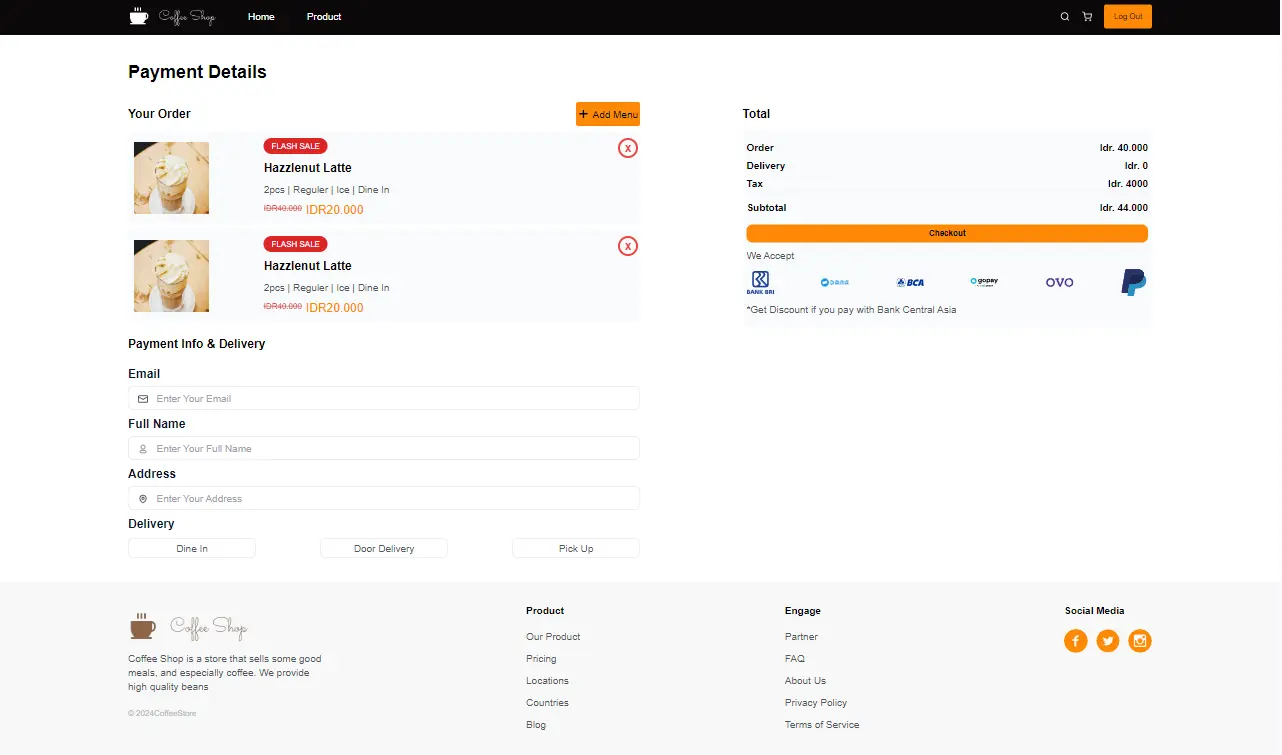 Coffee Shop
Home
Product
Log Out
Payment Details
Your Order
+ Add Menu
FLASH SALE
X
Hazzlenut Latte
2pcs | Reguler | Ice | Dine In
IDR40.000 IDR20.000
FLASH SALE
X
Hazzlenut Latte
2pcs | Reguler | Ice | Dine In
IDR40.000 IDR20.000
Total
Order Idr. 40.000
Delivery Idr. 0
Tax Idr. 4000
Subtotal Idr. 44.000
Checkout
We Accept
BANK BRI
DANA
BCA
gopay
OVO
*Get Discount if you pay with Bank Central Asia
Payment Info & Delivery
Email
Enter Your Email
Full Name
Enter Your Full Name
Address
Enter Your Address
Delivery
Dine In
Door Delivery
Pick Up
Coffee Shop
Coffee Shop is a store that sells some good
meals, and especially coffee. We provide
high quality beans
© 2024CoffeeStore
Product
Our Product
Pricing
Locations
Countries
Blog
Engage
Partner
FAQ
About Us
Privacy Policy
Terms of Service
Social Media